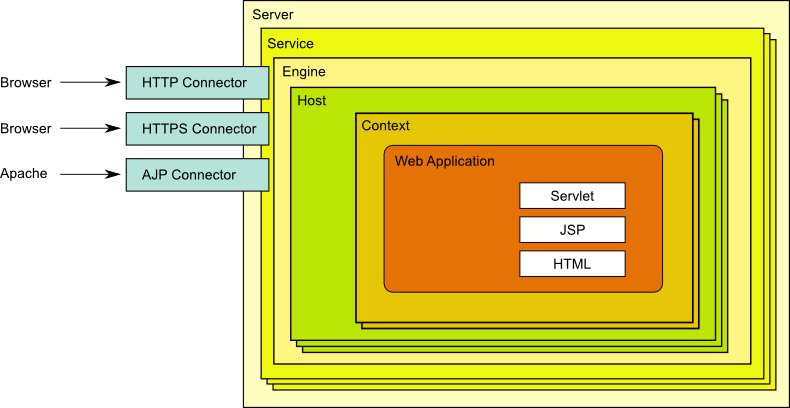 Server
Service
Engine
Browser
HTTP Connector
Host
Browser
HTTPS Connector
Context
Apache
AJP Connector
Web Application
Servlet
JSP
HTML